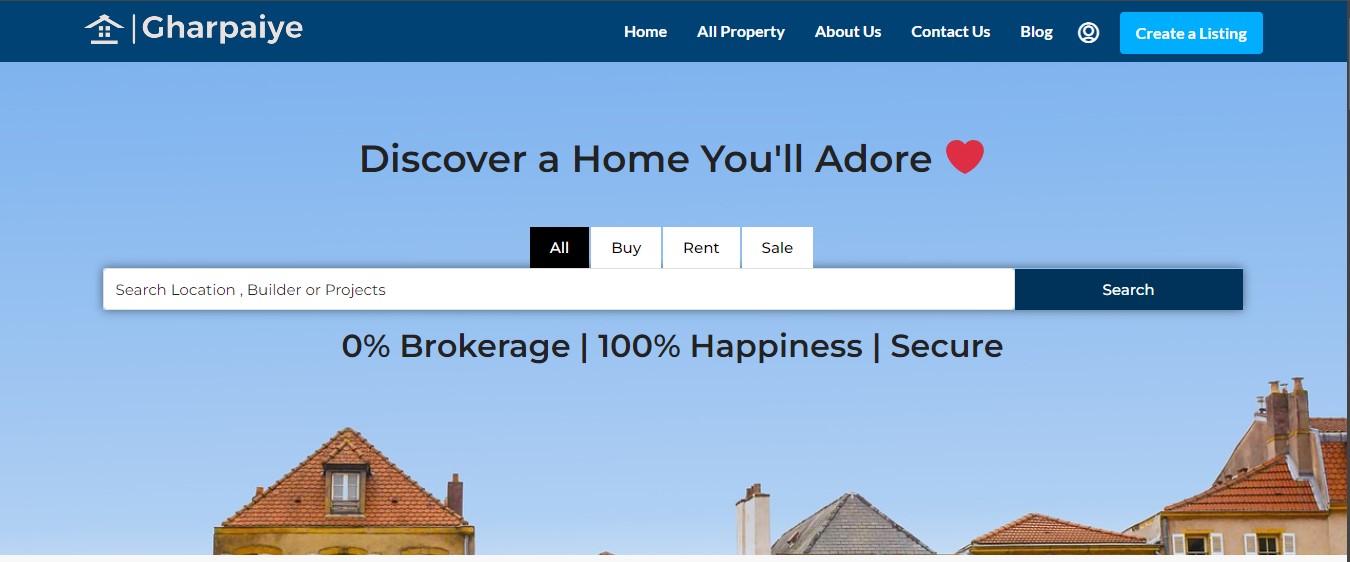 | Gharpaiye
Home All Property About Us Contact Us Blog Create a Listing
Discover a Home You'll Adore ❤
All Buy Rent Sale
Search Location , Builder or Projects Search
0% Brokerage | 100% Happiness | Secure